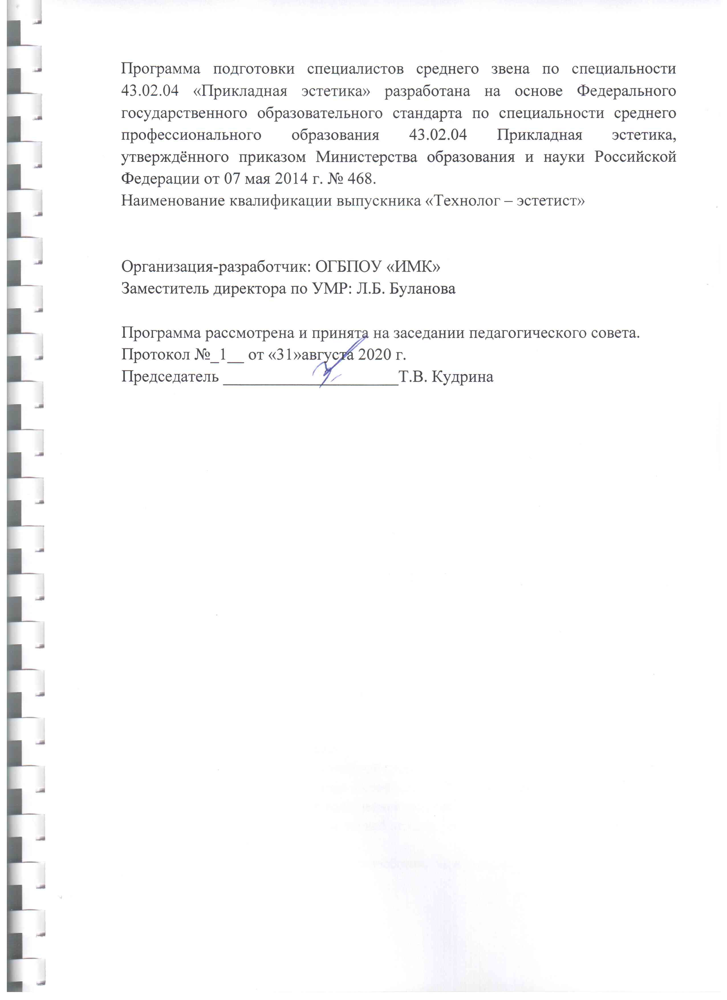 Программа подготовки специалистов среднего звена по специальности
43.02.04 «Прикладная эстетика» разработана на основе Федерального
государственного образовательного стандарта по специальности среднего
профессионального образования 43.02.04 Прикладная эстетика,
утверждённого приказом Министерства образования и науки Российской
Федерации от 07 мая 2014 г. № 468.
Наименование квалификации выпускника «Технолог – эстетист»
Организация-разработчик: ОГБПОУ «ИМК»
Заместитель директора по УМР: Л.Б. Буланова
Программа рассмотрена и принята на заседании педагогического совета.
Протокол №_1__ от «31»августа 2020 г.
Председатель _____________________Т.В. Кудрина